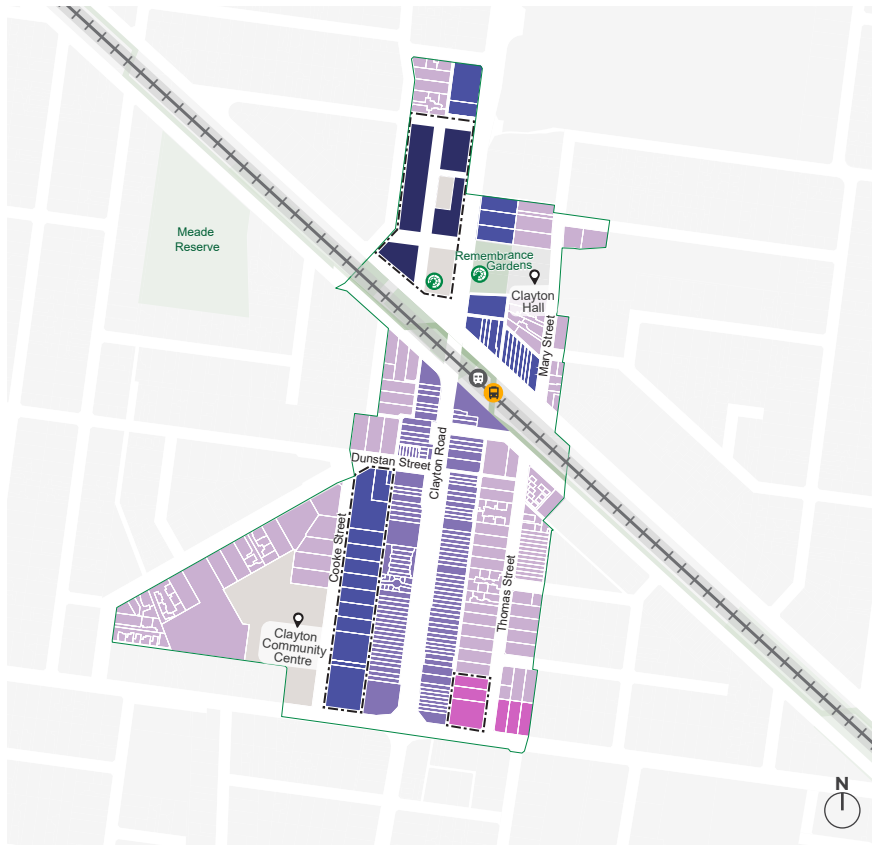 Meade
Reserve
Remembrance
Gardens
Clayton
Hall
Mary Street
Dunstan Street
Clayton Road
Cooke Street
Thomas Street
Clayton
Community
Centre
N